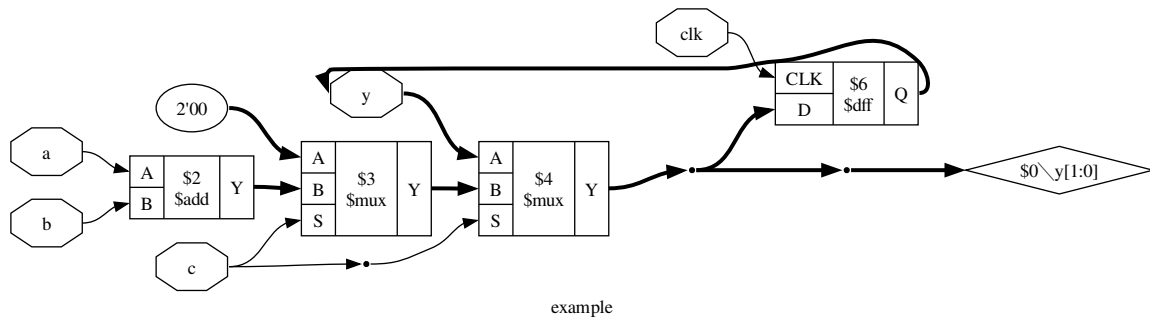 clk
CLK
D
$6
$dff
Q
y
2'00
a
b
A
B
$2
$add
Y
A
B
S
$3
$mux
Y
A
B
S
$4
$mux
Y
c
$0\y[1:0]
example